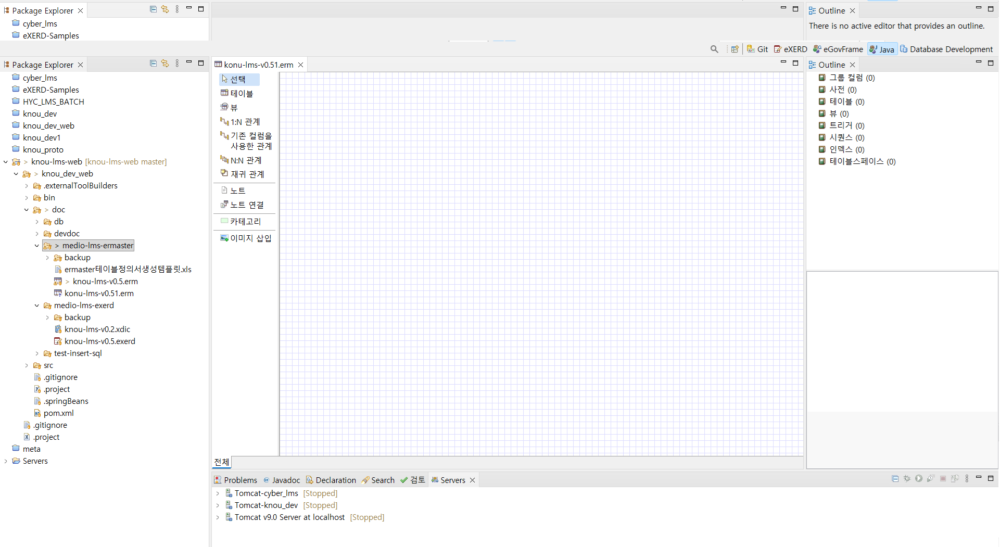 Package Explorer
cyber_lms
eXERD-Samples
Outline
There is no active editor that provides an outline.
Git
eXERD
eGovFrame
Java
Database Development
Package Explorer
cyber_lms
eXERD-Samples
HYC_LMS_BATCH
knou_dev
knou_dev_web
knou_dev1
knou_proto
> knou-lms-web [knou-lms-web master]
> knou_dev_web
.externalToolBuilders
bin
> doc
db
devdoc
> medio-lms-ermaster
backup
ermaster테이블정의서생성템플릿.xls
> knou-lms-v0.5.erm
konu-lms-v0.51.erm
medio-lms-exerd
backup
knou-lms-v0.2.xdic
knou-lms-v0.5.exerd
test-insert-sql
src
.gitignore
.project
.springBeans
pom.xml
.gitignore
.project
meta
Servers
konu-lms-v0.51.erm
선택
테이블
뷰
1:N 관계
기존 컬럼을
사용한 관계
N:N 관계
재귀 관계
노트
노트 연결
카테고리
이미지 삽입
전체
Outline
그룹 컬럼 (0)
사전 (0)
테이블 (0)
뷰 (0)
트리거 (0)
시퀀스 (0)
인덱스 (0)
테이블스페이스 (0)
Problems
@ Javadoc
Declaration
Search
검토
Servers
Tomcat-cyber_lms [Stopped]
Tomcat-knou_dev [Stopped]
Tomcat v9.0 Server at localhost [Stopped]